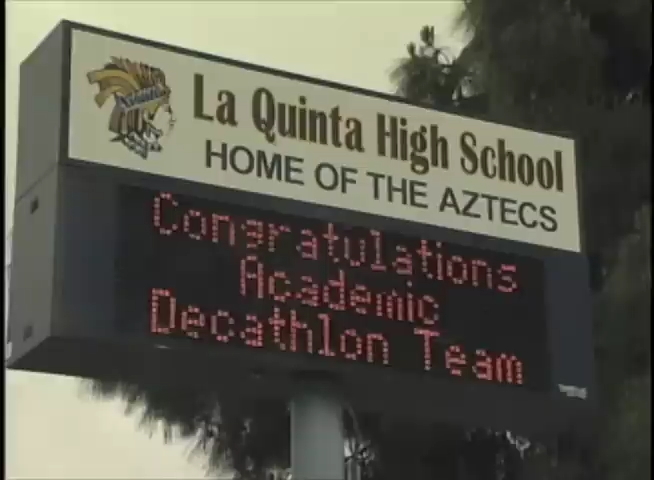 La Quinta High School
HOME OF THE AZTECS
Congratulations
Academic
Decathlon Team